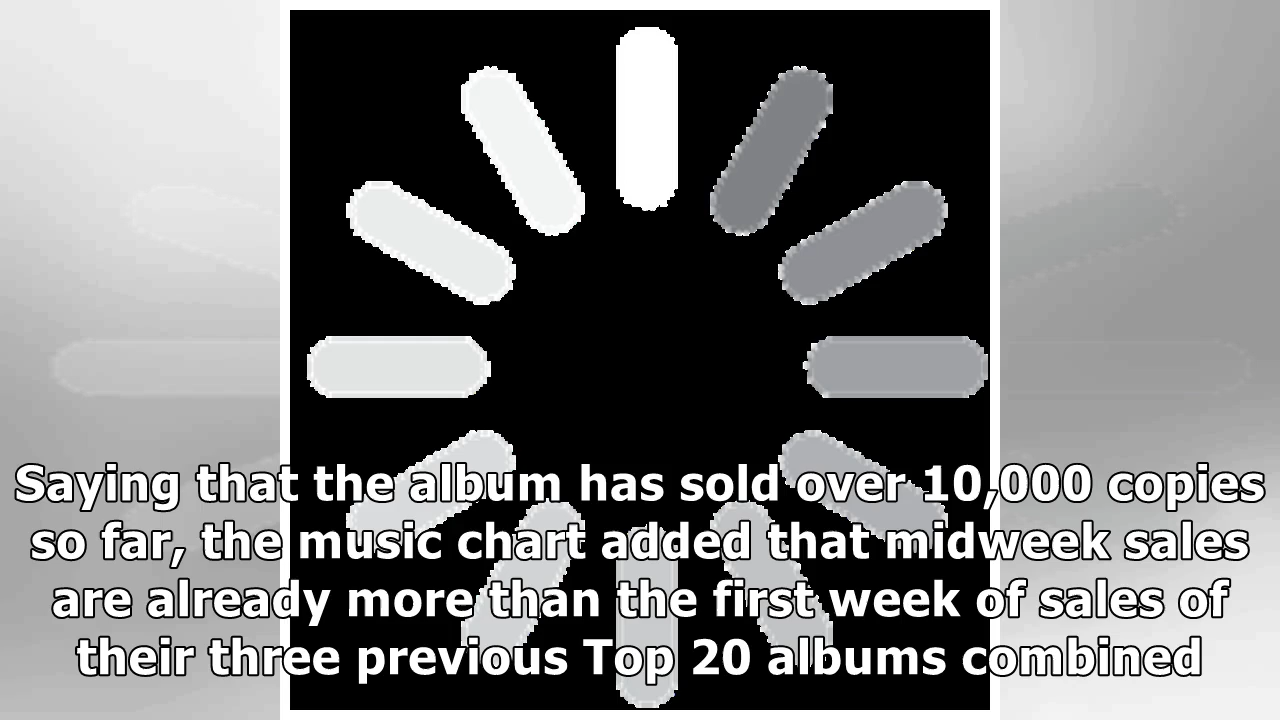 Saying that the album has sold over 10,000 copies
so far, the music chart added that midweek sales
are already more than the first week of sales of
their three previous Top 20 albums combined